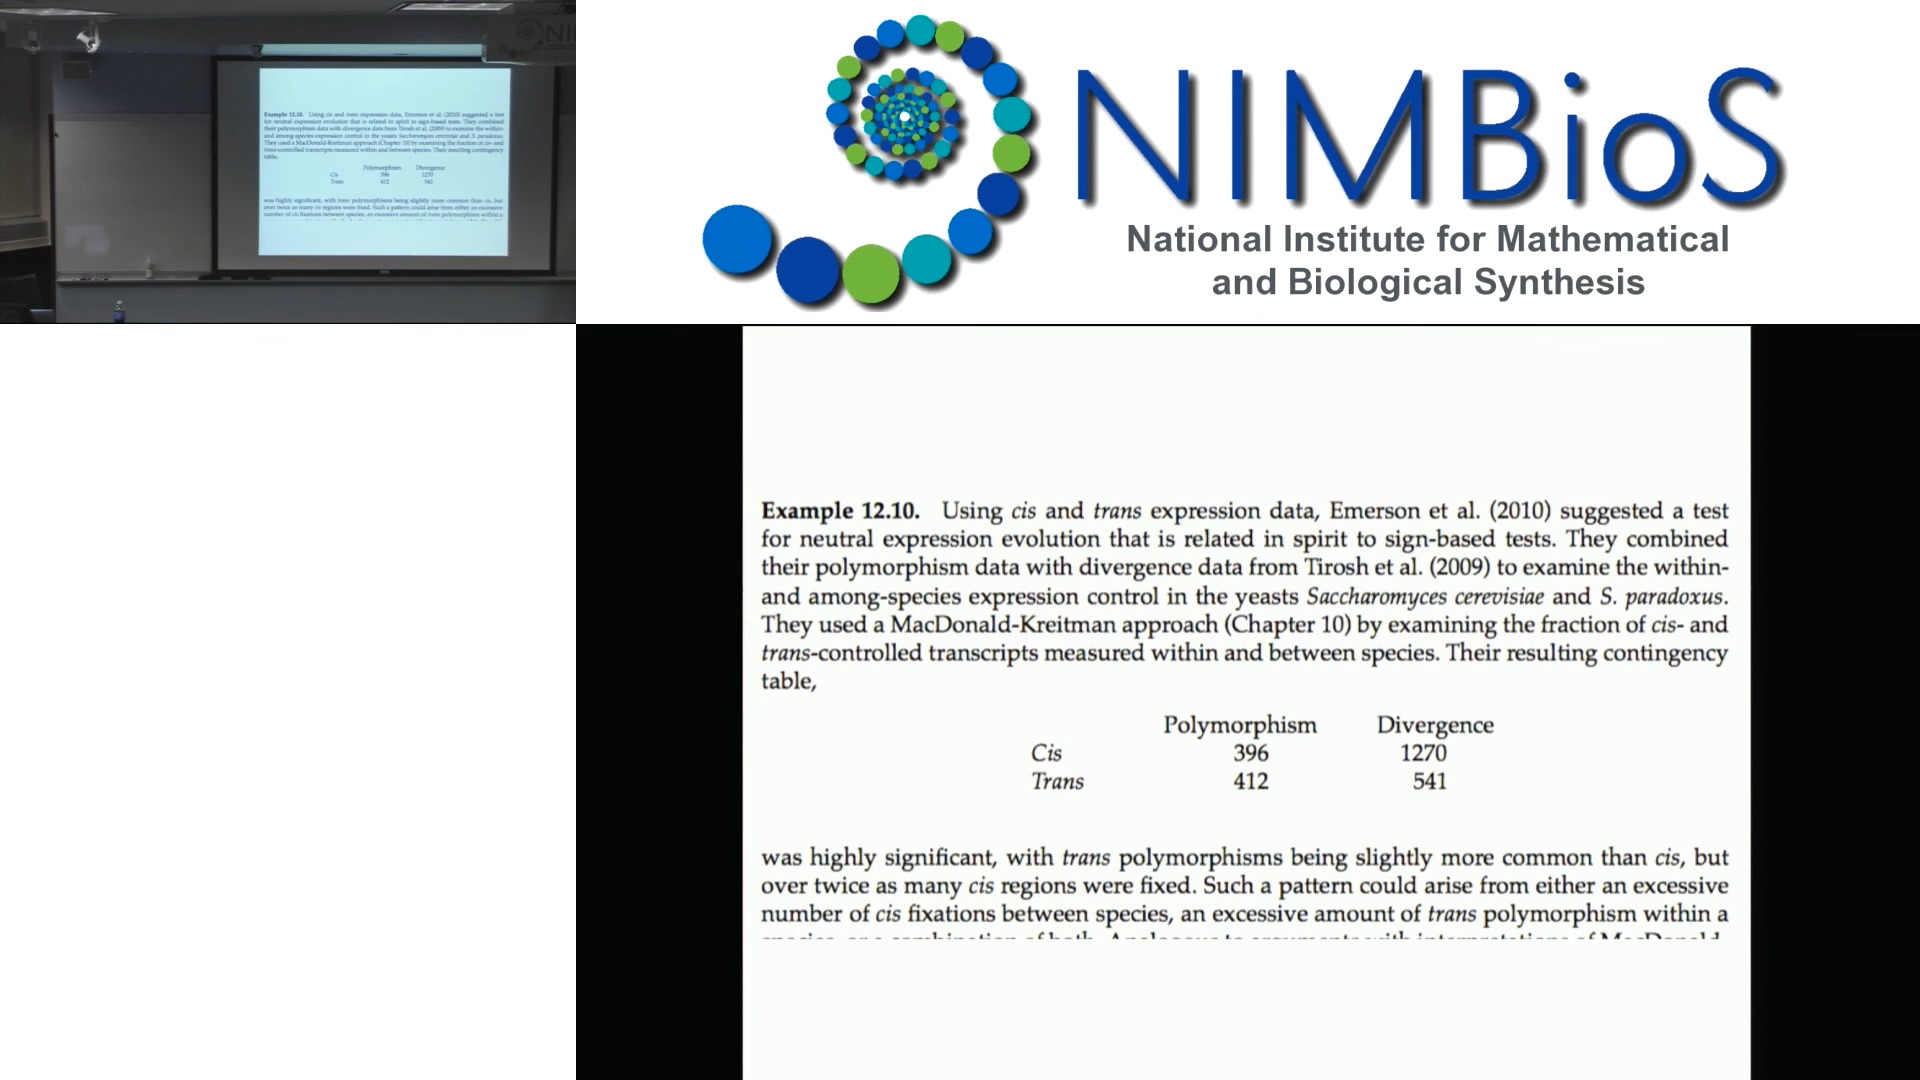 NIMBioS
National Institute for Mathematical
and Biological Synthesis
Example 12.10. Using cis and trans expression data, Emerson et al. (2010) suggested a test
for neutral expression evolution that is related in spirit to sign-based tests. They combined
their polymorphism data with divergence data from Tirosh et al. (2009) to examine the within-
and among-species expression control in the yeasts Saccharomyces cerevisiae and S. paradoxus.
They used a MacDonald-Kreitman approach (Chapter 10) by examining the fraction of cis- and
trans-controlled transcripts measured within and between species. Their resulting contingency
table,
Polymorphism Divergence
Cis 396 1270
Trans 412 541
was highly significant, with trans polymorphisms being slightly more common than cis, but
over twice as many cis regions were fixed. Such a pattern could arise from either an excessive
number of cis fixations between species, an excessive amount of trans polymorphism within a